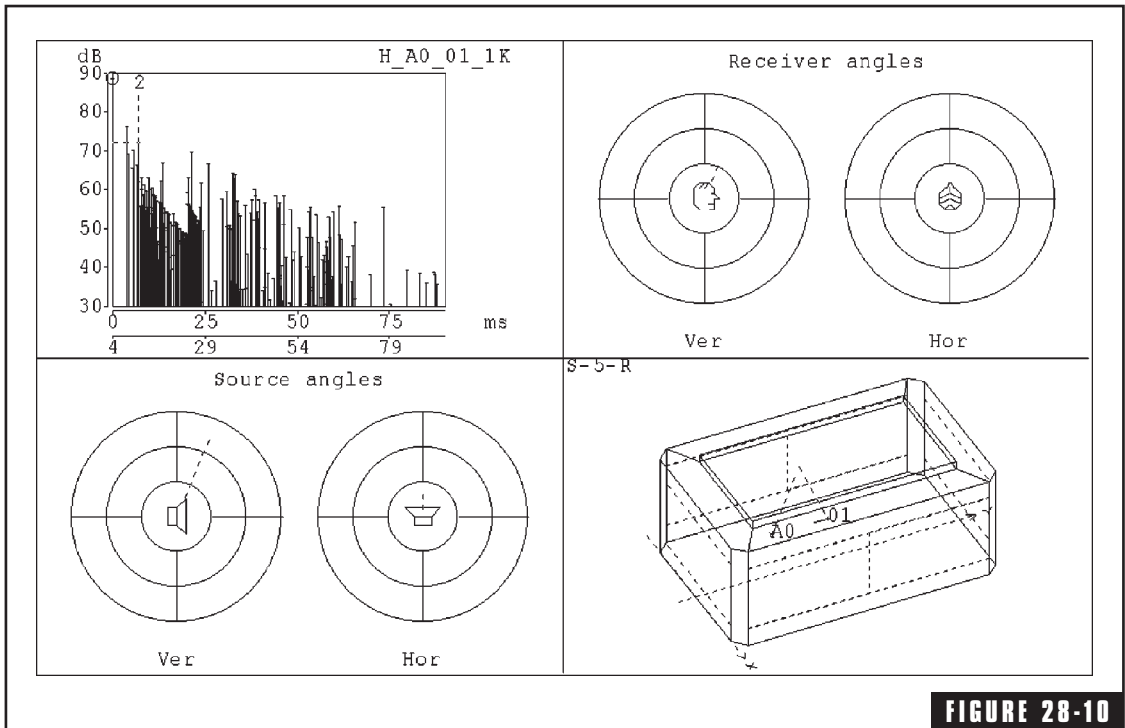 dB H_A0_01_1K
90
2
80
70
60
50
40
30
0 25 50 75 ms
4 29 54 79
Receiver angles
Ver Hor
Source angles
Ver Hor
S-5-R
A0 01
X
FIGURE 28-10